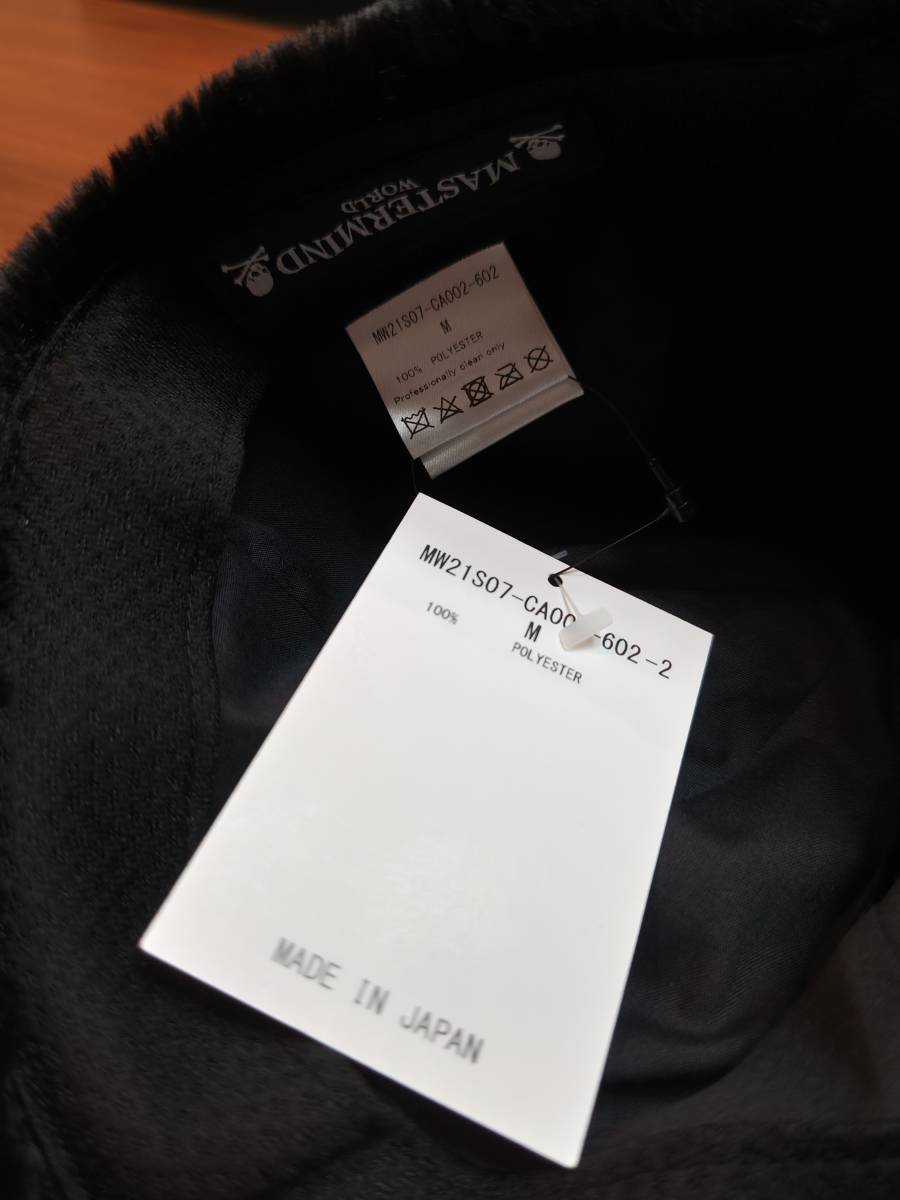 MASTERMIND
WORLD
MW21S07-CA002-602
M
100% POLYESTER
Professionally clean only
MW21S07-CA00 -602-2
M
100%
POLYESTER
MADE IN JAPAN